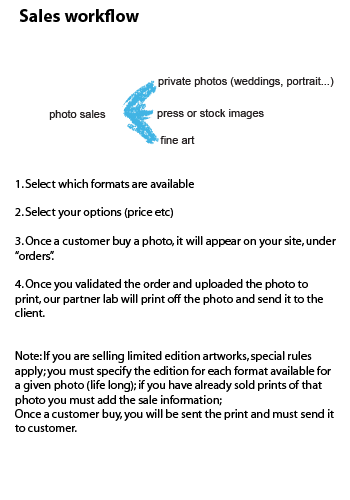 Sales workflow
private photos (weddings, portrait...)
photo sales
press or stock images
fine art
1. Select which formats are available
2. Select your options (price etc)
3. Once a customer buy a photo, it will appear on your site, under
“orders”.
4. Once you validated the order and uploaded the photo to
print, our partner lab will print off the photo and send it to the
client.
Note: If you are selling limited edition artworks, special rules
apply; you must specify the edition for each format available for
a given photo (life long); if you have already sold prints of that
photo you must add the sale information;
Once a customer buy, you will be sent the print and must send it
to customer.